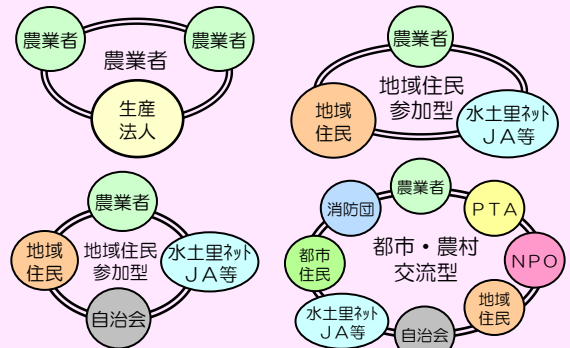 農業者
農業者
農業者
生産
法人
農業者
地域住民
参加型
地域
住民
水土里ネット
ＪＡ等
農業者
地域
住民
地域住民
参加型
水土里ネット
ＪＡ等
自治会
農業者
消防団
ＰＴＡ
都市
住民
都市・農村
交流型
NPO
水土里ネット
ＪＡ等
地域
住民
自治会